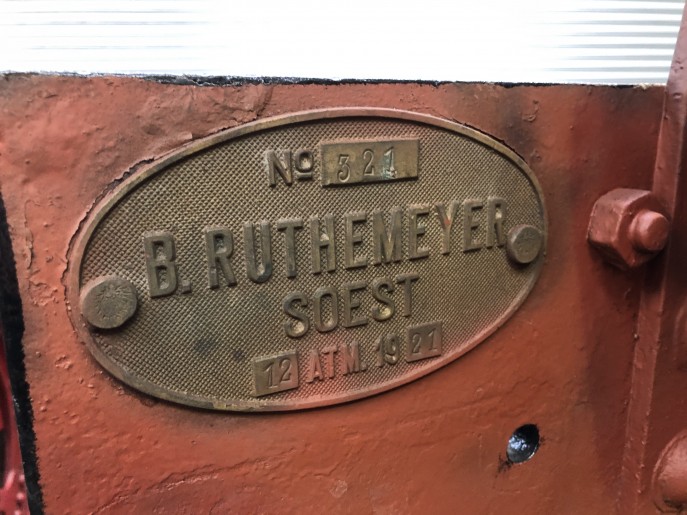 No 321
B. RUTHEMEYER
SOEST
12 ATM. 1921